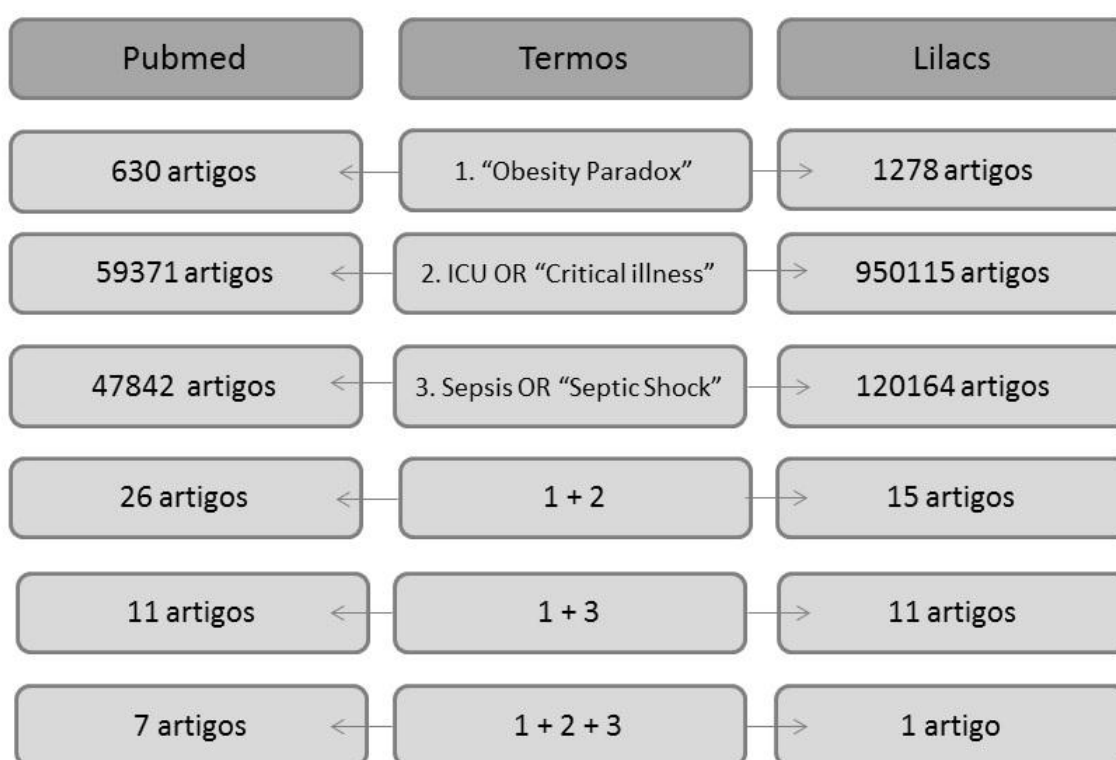 Pubmed Termos Lilacs
630 artigos 1. “Obesity Paradox” 1278 artigos
59371 artigos 2. ICU OR “Critical illness” 950115 artigos
47842 artigos 3. Sepsis OR “Septic Shock” 120164 artigos
26 artigos 1 + 2 15 artigos
11 artigos 1 + 3 11 artigos
7 artigos 1 + 2 + 3 1 artigo